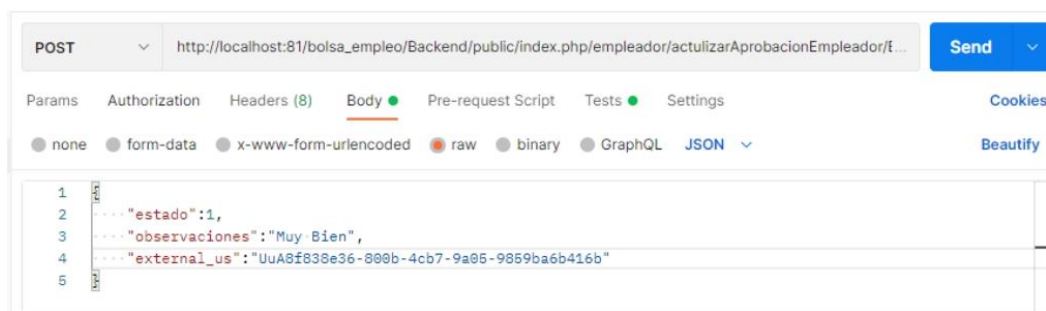 POST http://localhost:81/bolsa_empleo/Backend/public/index.php/empleador/actulizarAprobacionEmpleador/E... Send
Params Authorization Headers (8) Body Pre-request Script Tests Settings Cookies
none form-data x-www-form-urlencoded raw binary GraphQL JSON Beautify
1 {
2 "estado":1,
3 "observaciones":"Muy Bien",
4 "external_us":"UuA8f838e36-800b-4cb7-9a05-9859ba6b416b"
5 }